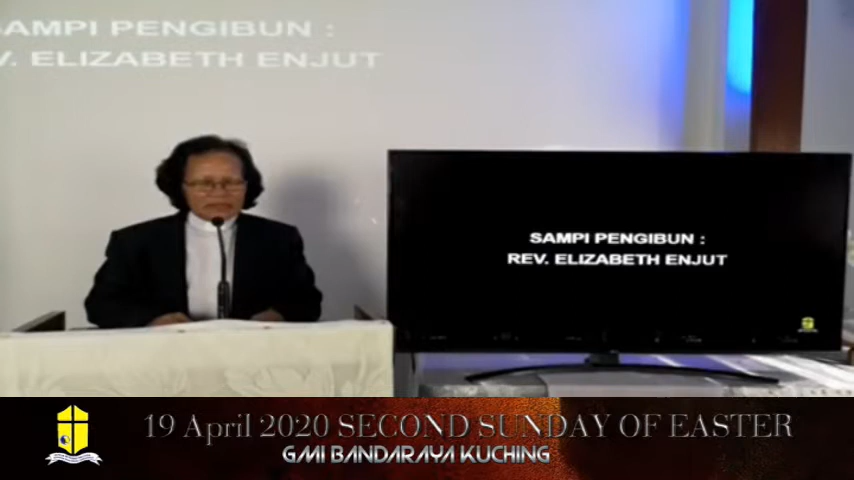 SAMPI PENGIBUN :
V. ELIZABETH ENJUT
SAMPI PENGIBUN :
REV. ELIZABETH ENJUT
19 April 2020 SECOND SUNDAY OF EASTER
GMI BANDARAYA KUCHING